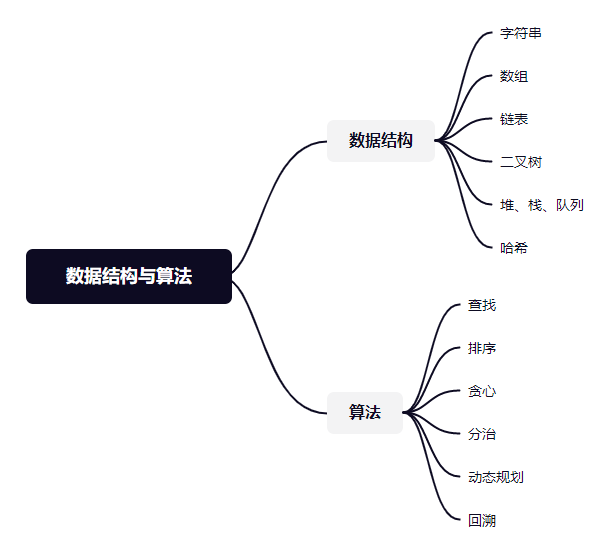 数据结构与算法
数据结构
字符串
数组
链表
二叉树
堆、栈、队列
哈希
算法
查找
排序
贪心
分治
动态规划
回溯